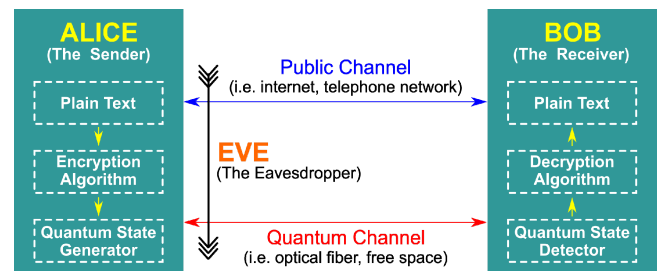 ALICE
(The Sender)
Plain Text
Encryption
Algorithm
Quantum State
Generator
Public Channel
(i.e. internet, telephone network)
EVE
(The Eavesdropper)
Quantum Channel
(i.e. optical fiber, free space)
BOB
(The Receiver)
Plain Text
Decryption
Algorithm
Quantum State
Detector